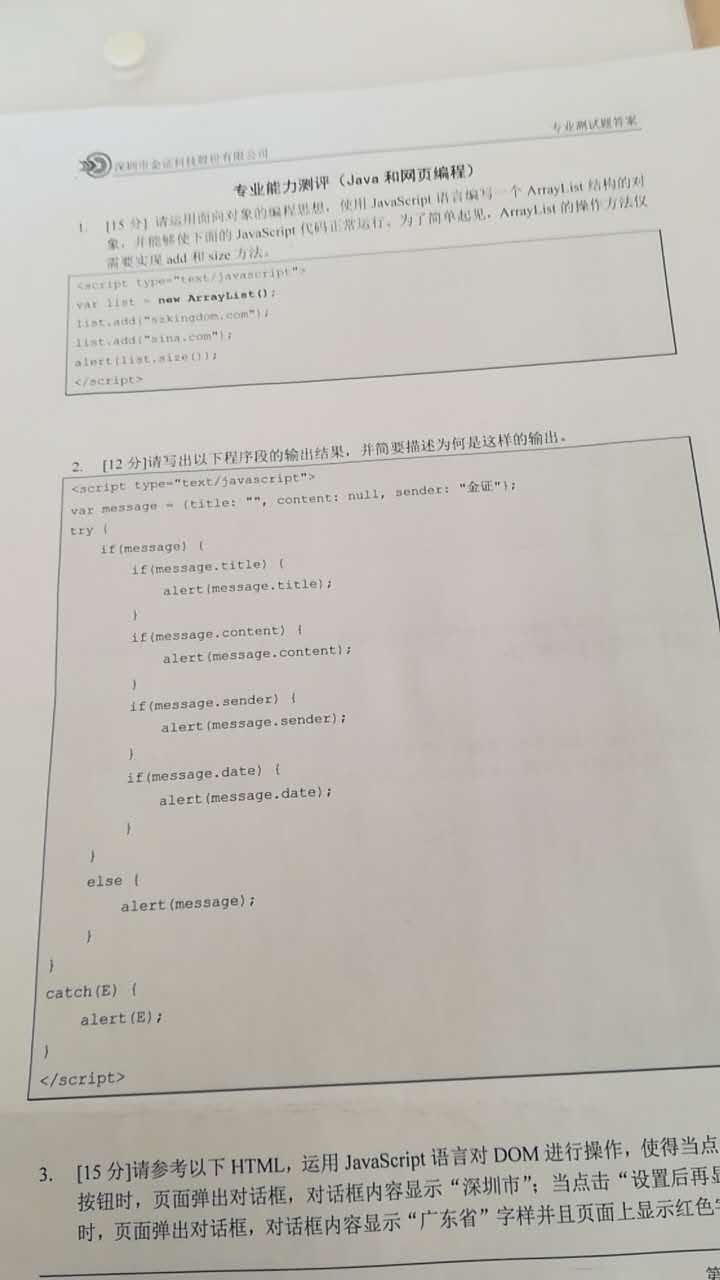 深圳市金证科技股份有限公司
专业测试题答案
专业能力测评（Java 和网页编程）
1. [15 分] 请运用面向对象的编程思想，使用 JavaScript 语言编写一个 ArrayList 结构的对
象，并能够使下面的 JavaScript 代码正常运行。为了简单起见，ArrayList 的操作方法仅
需要实现 add 和 size 方法。
<script type="text/javascript">
var list = new ArrayList();
list.add("szkingdom.com");
list.add("sina.com");
alert(list.size());
</script>
2. [12 分]请写出以下程序段的输出结果，并简要描述为何是这样的输出。
<script type="text/javascript">
var message = {title: "", content: null, sender: "金证"};
try {
if(message) {
if(message.title) {
alert(message.title);
}
if(message.content) {
alert(message.content);
}
if(message.sender) {
alert(message.sender);
}
if(message.date) {
alert(message.date);
}
}
else {
alert(message);
}
}
catch(E) {
alert(E);
}
</script>
3. [15 分]请参考以下 HTML，运用 JavaScript 语言对 DOM 进行操作，使得当点
按钮时，页面弹出对话框，对话框内容显示“深圳市”；当点击“设置后再显
时，页面弹出对话框，对话框内容显示“广东省”字样并且页面上显示红色字
第